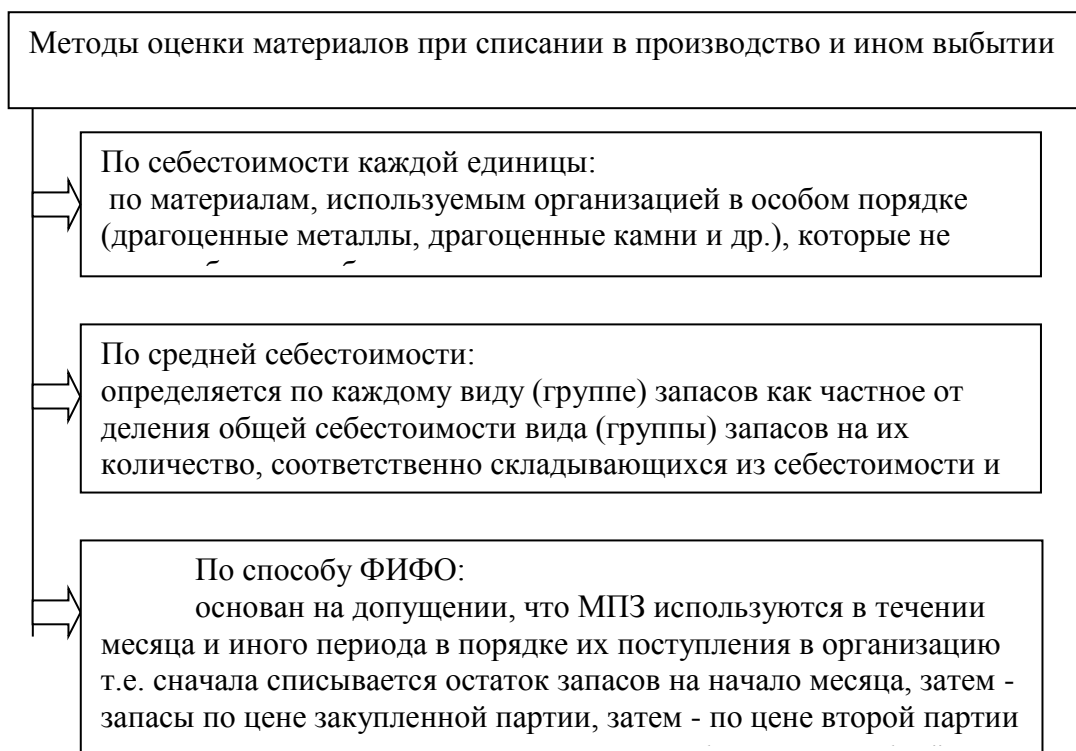 Методы оценки материалов при списании в производство и ином выбытии
По себестоимости каждой единицы:
по материалам, используемым организацией в особом порядке
(драгоценные металлы, драгоценные камни и др.), которые не
По средней себестоимости:
определяется по каждому виду (группе) запасов как частное от
деления общей себестоимости вида (группы) запасов на их
количество, соответственно складывающихся из себестоимости и
По способу ФИФО:
основан на допущении, что МПЗ используются в течении
месяца и иного периода в порядке их поступления в организацию
т.е. сначала списывается остаток запасов на начало месяца, затем -
запасы по цене закупленной партии, затем - по цене второй партии